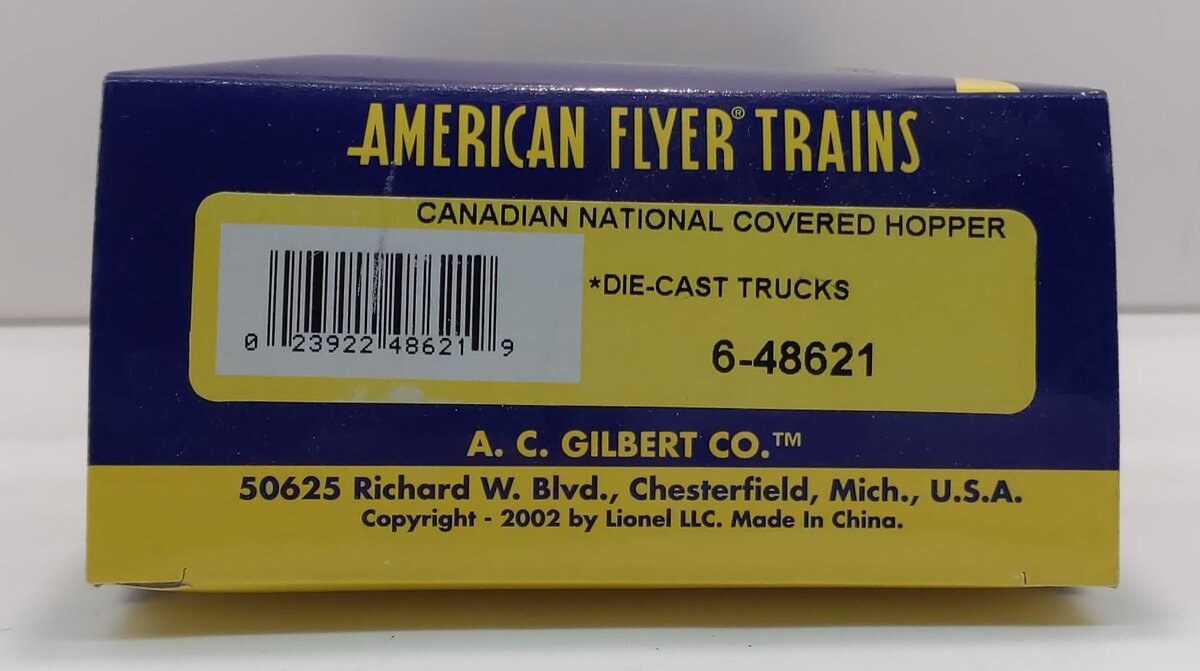 AMERICAN FLYER® TRAINS
CANADIAN NATIONAL COVERED HOPPER
*DIE-CAST TRUCKS
0 23922 48621 9
6-48621
A. C. GILBERT CO.™
50625 Richard W. Blvd., Chesterfield, Mich., U.S.A.
Copyright - 2002 by Lionel LLC. Made In China.